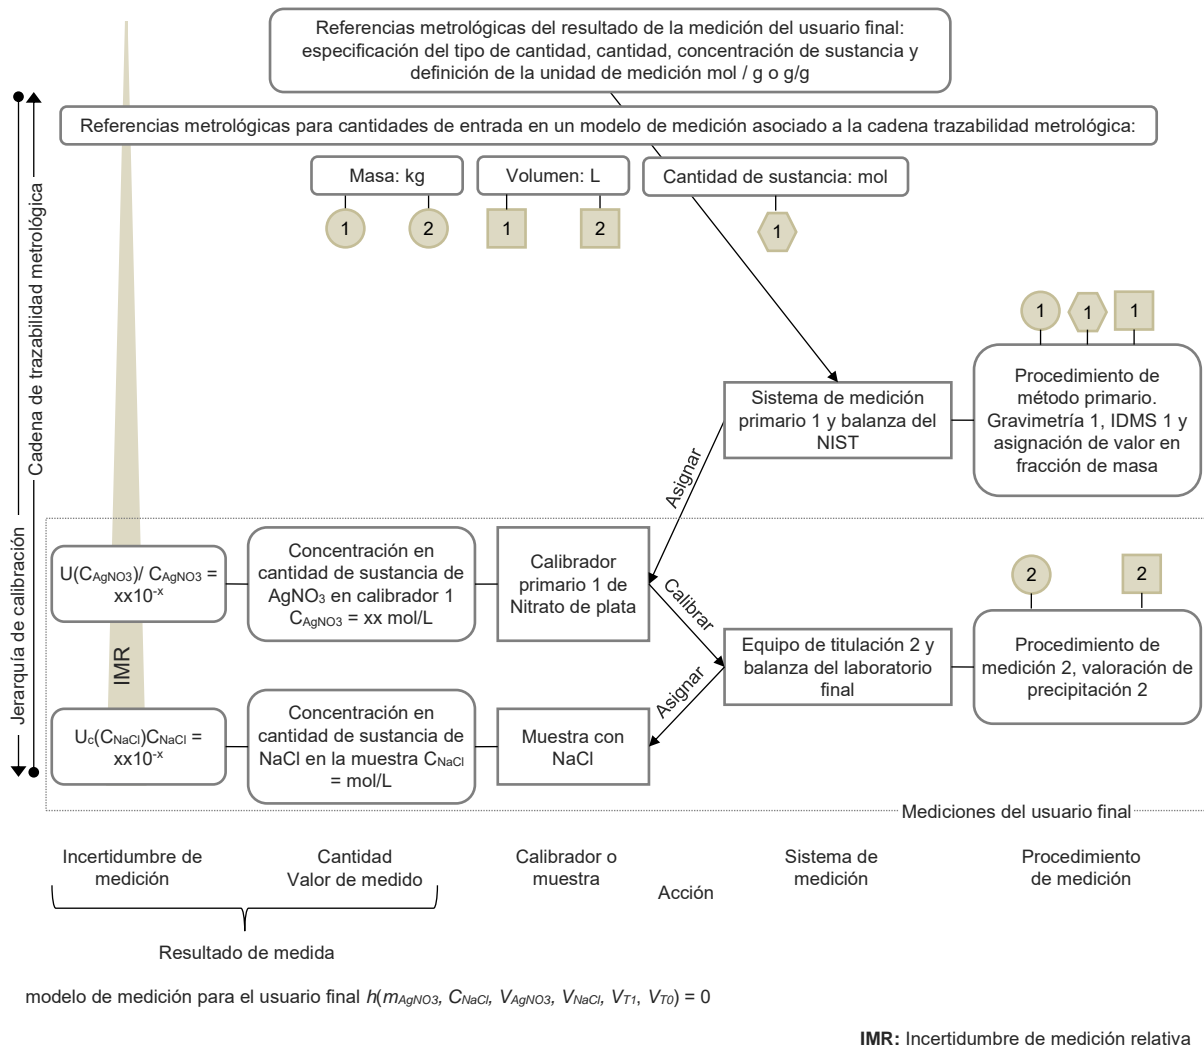 Referencias metrológicas del resultado de la medición del usuario final:
especificación del tipo de cantidad, cantidad, concentración de sustancia y
definición de la unidad de medición mol / g o g/g
Referencias metrológicas para cantidades de entrada en un modelo de medición asociado a la cadena trazabilidad metrológica:
Masa: kg
Volumen: L
Cantidad de sustancia: mol
1
2
1
2
1
Jerarquía de calibración
Cadena de trazabilidad metrológica
1
1
1
Sistema de medición
primario 1 y balanza del
NIST
Procedimiento de
método primario.
Gravimetría 1, IDMS 1 y
asignación de valor en
fracción de masa
Asignar
U(CAgNO3)/ CAgNO3 =
xx10-x
Concentración en
cantidad de sustancia de
AgNO3 en calibrador 1
CAgNO3 = xx mol/L
Calibrador
primario 1 de
Nitrato de plata
Calibrar
2
2
Equipo de titulación 2 y
balanza del laboratorio
final
Procedimiento de
medición 2, valoración de
precipitación 2
IMR
Asignar
Uc(CNaCl)CNaCl =
xx10-x
Concentración en
cantidad de sustancia de
NaCl en la muestra CNaCl
= mol/L
Muestra con
NaCl
Mediciones del usuario final
Incertidumbre de
medición
Cantidad
Valor de medido
Calibrador o
muestra
Acción
Sistema de
medición
Procedimiento
de medición
Resultado de medida
modelo de medición para el usuario final h(mAgNO3, CNaCl, VAgNO3, VNaCl, VT1, VT0) = 0
IMR: Incertidumbre de medición relativa